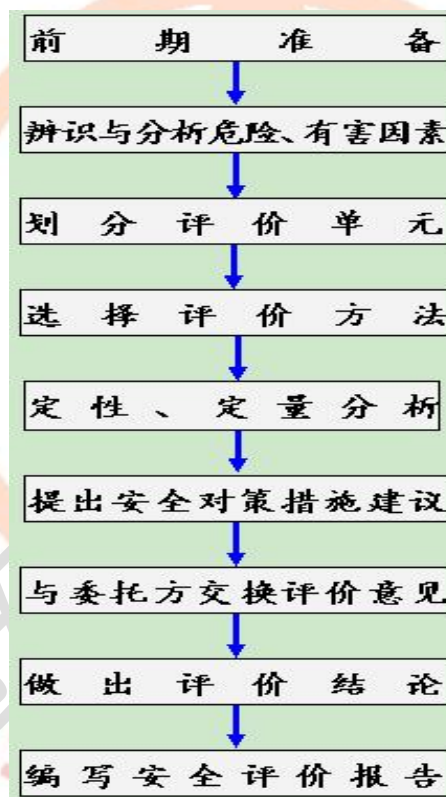 前期准备
辨识与分析危险、有害因素
划分评价单元
选择评价方法
定性、定量分析
提出安全对策措施建议
与委托方交换评价意见
做出评价结论
编写安全评价报告